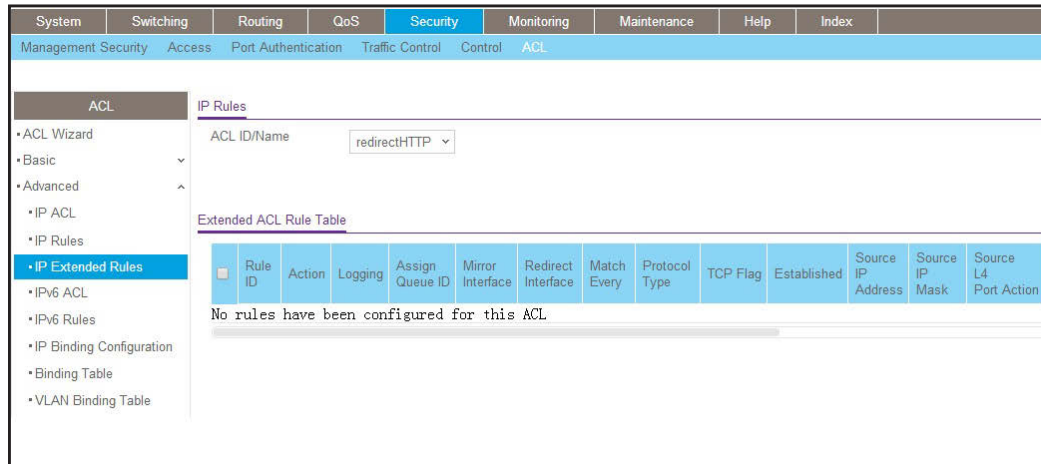 System Switching Routing QoS Security Monitoring Maintenance Help Index
Management Security Access Port Authentication Traffic Control Control ACL
ACL
ACL Wizard
Basic
Advanced
IP ACL
IP Rules
IP Extended Rules
IPv6 ACL
IPv6 Rules
IP Binding Configuration
Binding Table
VLAN Binding Table
IP Rules
ACL ID/Name redirectHTTP
Extended ACL Rule Table
Rule ID Action Logging Assign Queue ID Mirror Interface Redirect Interface Match Every Protocol Type TCP Flag Established Source IP Address Source IP Mask Source L4 Port Action
No rules have been configured for this ACL